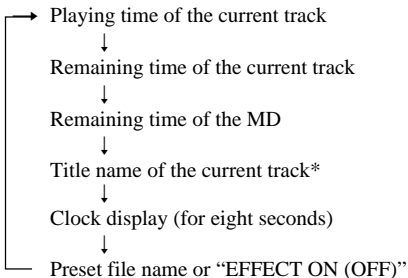 Playing time of the current track
Remaining time of the current track
Remaining time of the MD
Title name of the current track*
Clock display (for eight seconds)
Preset file name or “EFFECT ON (OFF)”